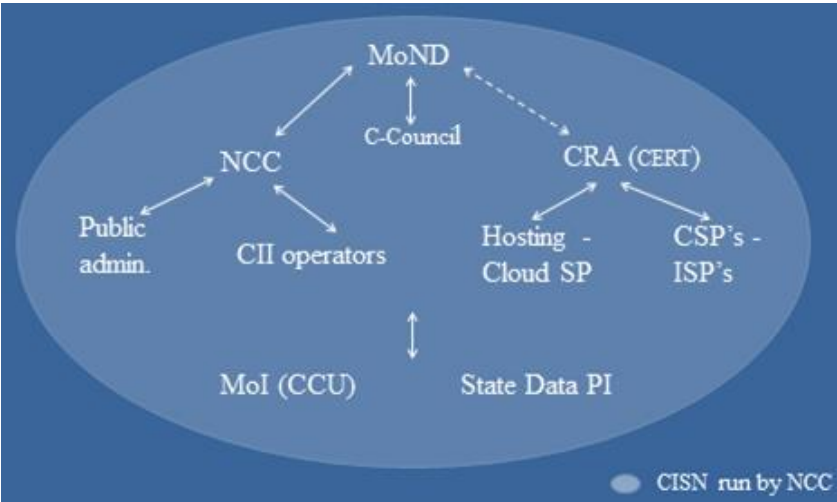 MoND
C-Council
NCC
CRA (CERT)
Public
admin.
CII operators
Hosting -
Cloud SP
CSP's -
ISP's
MoI (CCU)
State Data PI
CISN run by NCC